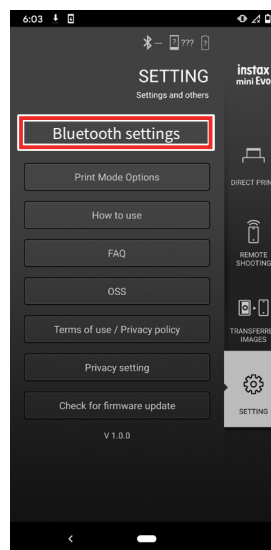 6:03
-- ? ??? ?
SETTING
Settings and others
instax
mini Evo
Bluetooth settings
Print Mode Options
DIRECT PRIN
How to use
REMOTE
SHOOTING
FAQ
OSS
TRANSFERRE
IMAGES
Terms of use / Privacy policy
Privacy setting
SETTING
Check for firmware update
V 1.0.0